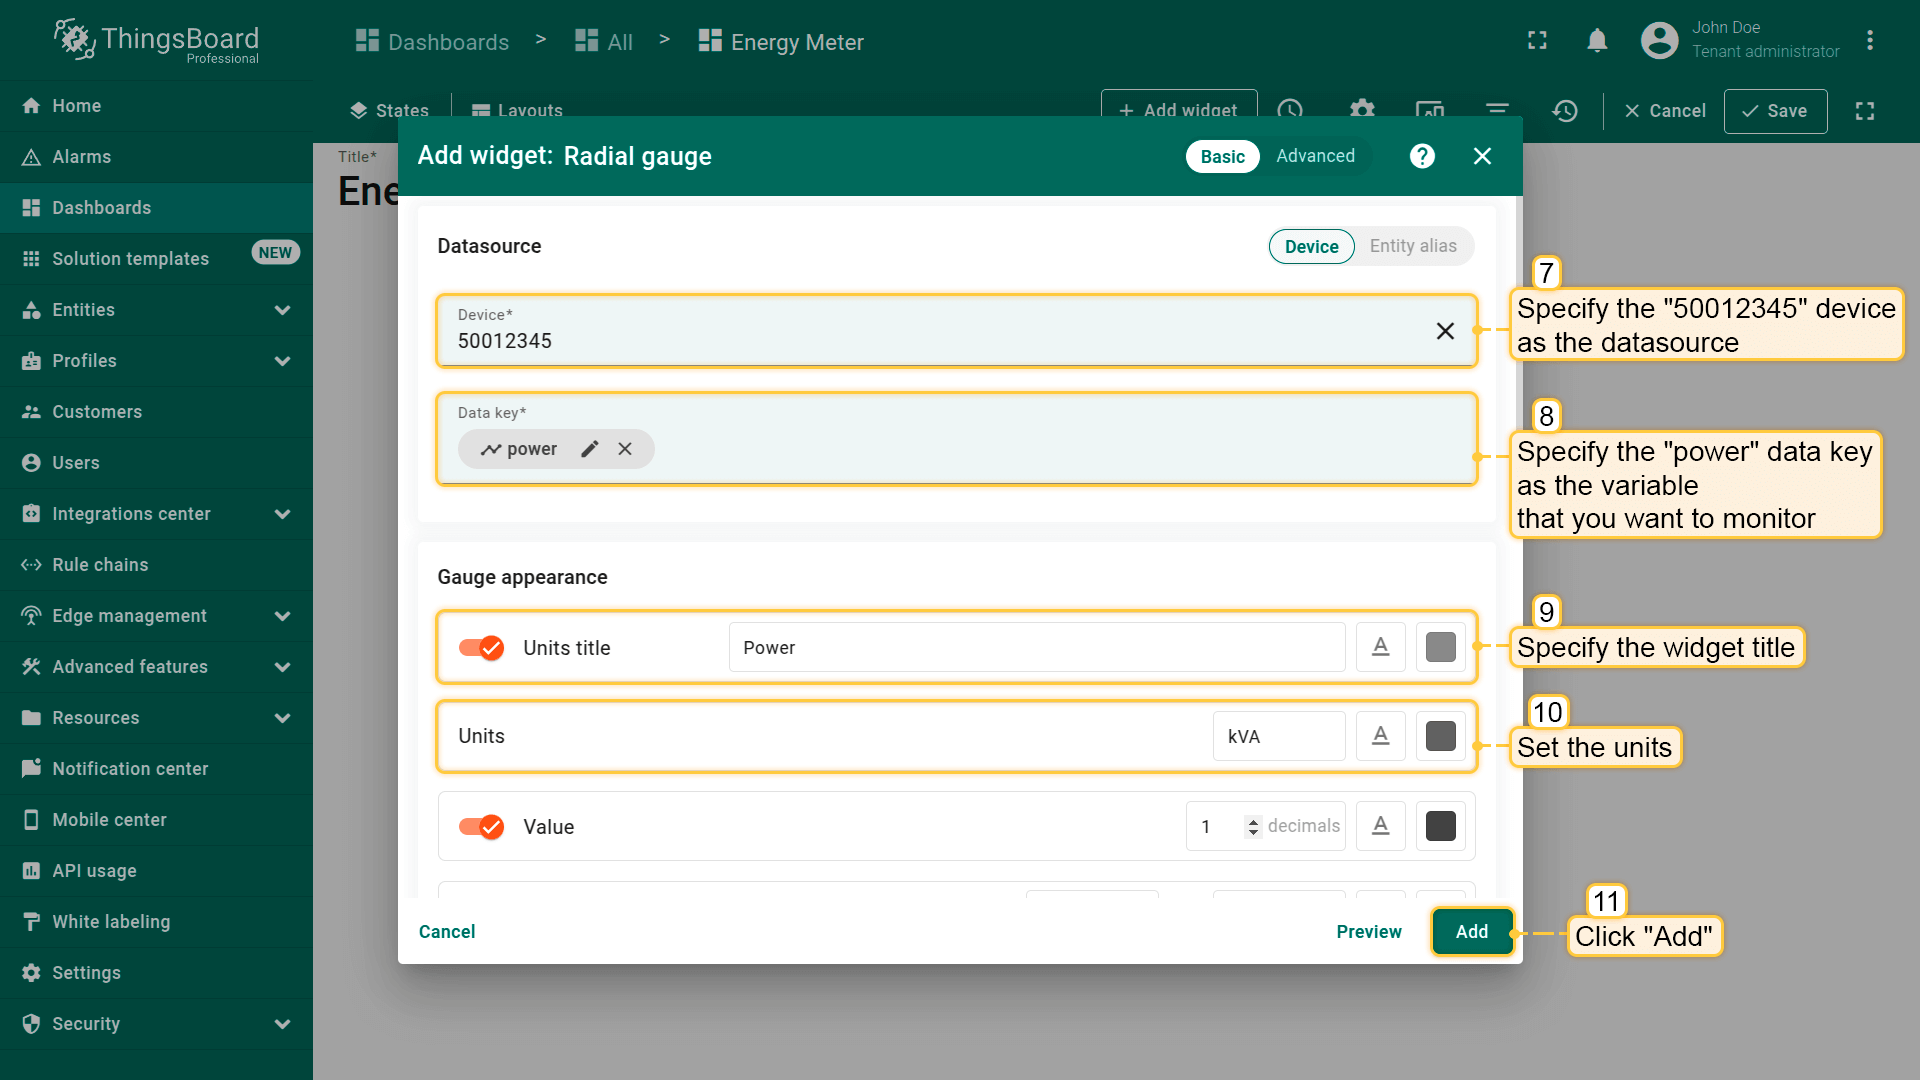 ThingsBoard
Professional
Dashboards > All > Energy Meter
John Doe
Tenant administrator
States
Layouts
+ Add widget
Cancel
Save
Home
Alarms
Dashboards
Solution templates
NEW
Entities
Profiles
Customers
Users
Integrations center
Rule chains
Edge management
Advanced features
Resources
Notification center
Mobile center
API usage
White labeling
Settings
Security
Title*
Ene
Add widget: Radial gauge
Basic
Advanced
?
Datasource
Device
Entity alias
Device*
50012345
Data key*
power
Gauge appearance
Units title
Power
A
Units
kVA
A
Value
1
decimals
A
Cancel
Preview
Add
7
Specify the "50012345" device
as the datasource
8
Specify the "power" data key
as the variable
that you want to monitor
9
Specify the widget title
10
Set the units
11
Click "Add"